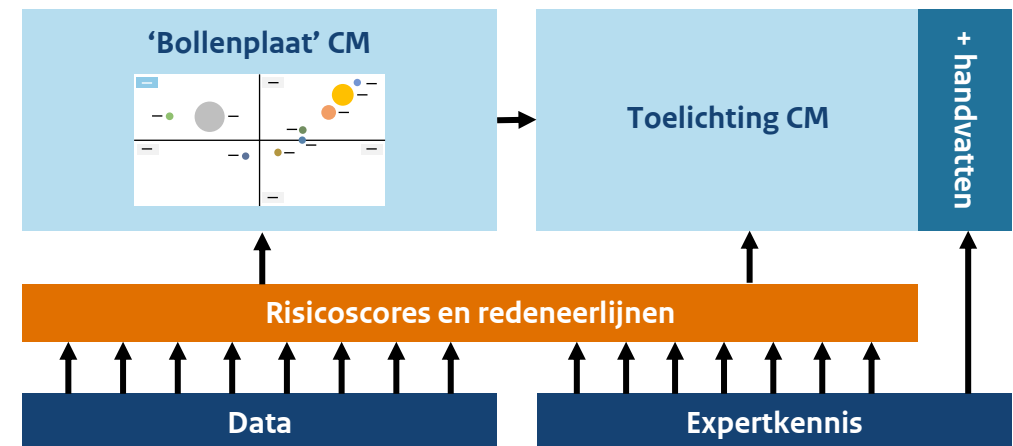 ‘Bollenplaat’ CM
Toelichting CM
+ handvatten
Risicoscores en redeneerlijnen
Data
Expertkennis